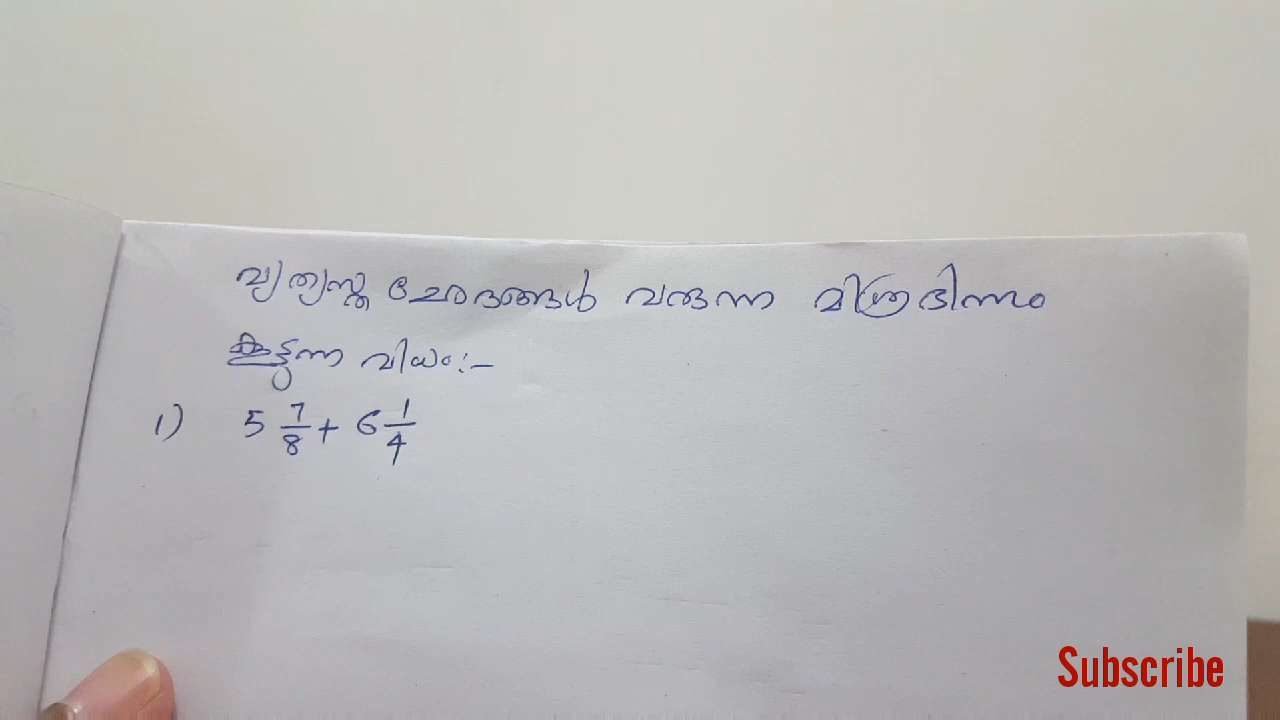 വ്യത്യസ്ത ഛേദങ്ങൾ വരുന്ന മിശ്രഭിന്നം
കൂട്ടുന്ന വിധം:-
1) 5 7/8 + 6 1/4
Subscribe